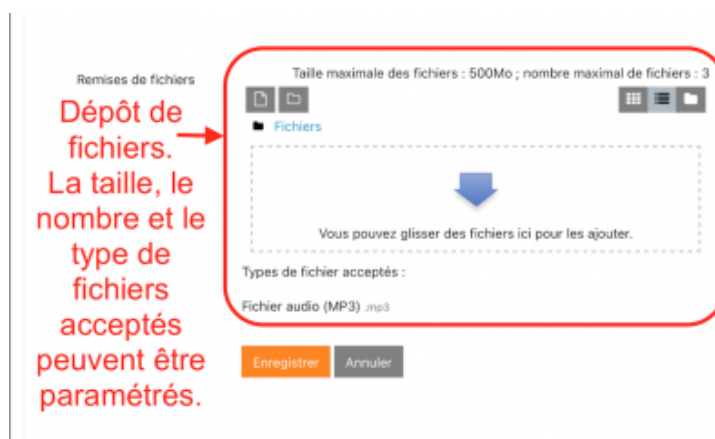 Taille maximale des fichiers : 500Mo ; nombre maximal de fichiers : 3
Remises de fichiers
Dépôt de
fichiers.
La taille, le
nombre et le
type de
fichiers
acceptés
peuvent être
paramétrés.
Fichiers
Vous pouvez glisser des fichiers ici pour les ajouter.
Types de fichier acceptés :
Fichier audio (MP3) .mp3
Enregistrer
Annuler